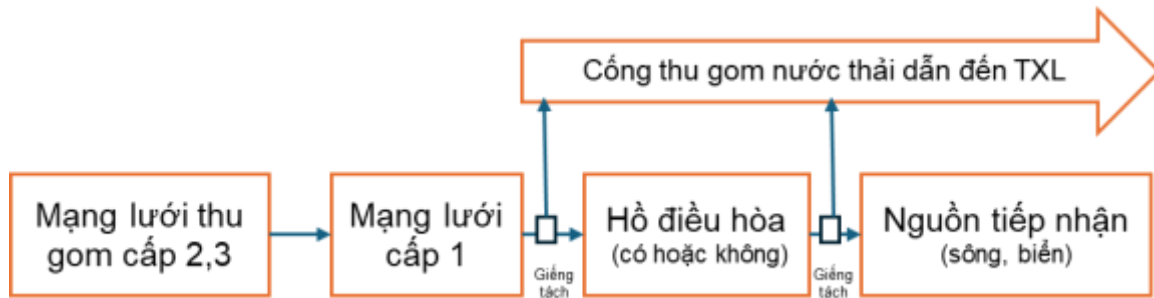 Cống thu gom nước thải dẫn đến TXL
Mạng lưới thu
gom cấp 2,3
Mạng lưới
cấp 1
Giếng
tách
Hồ điều hòa
(có hoặc không)
Giếng
tách
Nguồn tiếp nhận
(sông, biển)